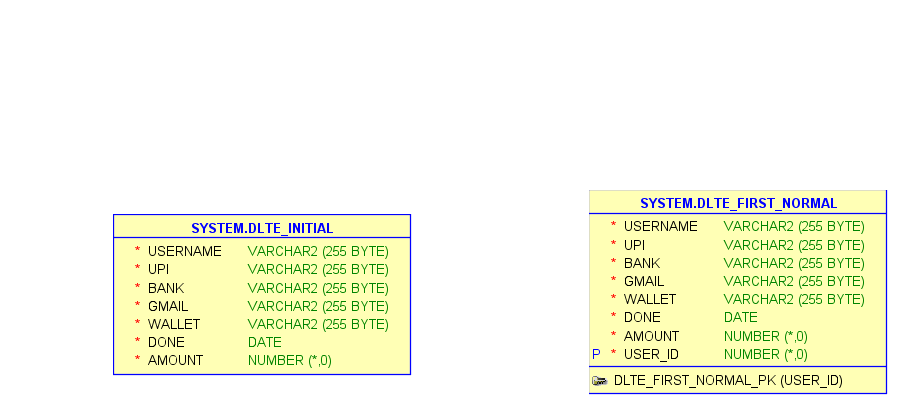 SYSTEM.DLTE_INITIAL
* USERNAME VARCHAR2 (255 BYTE)
* UPI VARCHAR2 (255 BYTE)
* BANK VARCHAR2 (255 BYTE)
* GMAIL VARCHAR2 (255 BYTE)
* WALLET VARCHAR2 (255 BYTE)
* DONE DATE
* AMOUNT NUMBER (*,0)
SYSTEM.DLTE_FIRST_NORMAL
* USERNAME VARCHAR2 (255 BYTE)
* UPI VARCHAR2 (255 BYTE)
* BANK VARCHAR2 (255 BYTE)
* GMAIL VARCHAR2 (255 BYTE)
* WALLET VARCHAR2 (255 BYTE)
* DONE DATE
* AMOUNT NUMBER (*,0)
P * USER_ID NUMBER (*,0)
DLTE_FIRST_NORMAL_PK (USER_ID)